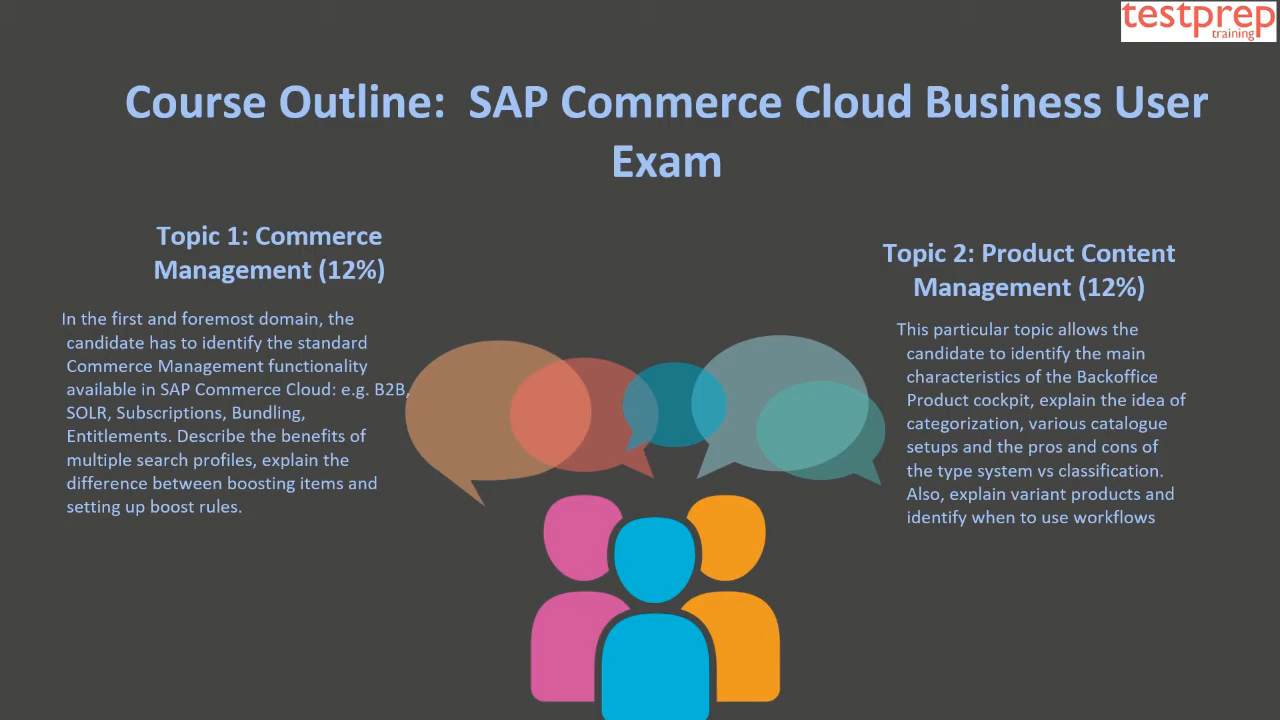 testprep
training
Course Outline:  SAP Commerce Cloud Business User
Exam
Topic 1: Commerce
Management (12%)
In the first and foremost domain, the
candidate has to identify the standard
Commerce Management functionality
available in SAP Commerce Cloud: e.g. B2B,
SOLR, Subscriptions, Bundling,
Entitlements. Describe the benefits of
multiple search profiles, explain the
difference between boosting items and
setting up boost rules.
Topic 2: Product Content
Management (12%)
This particular topic allows the
candidate to identify the main
characteristics of the Backoffice
Product cockpit, explain the idea of
categorization, various catalogue
setups and the pros and cons of
the type system vs classification.
Also, explain variant products and
identify when to use workflows